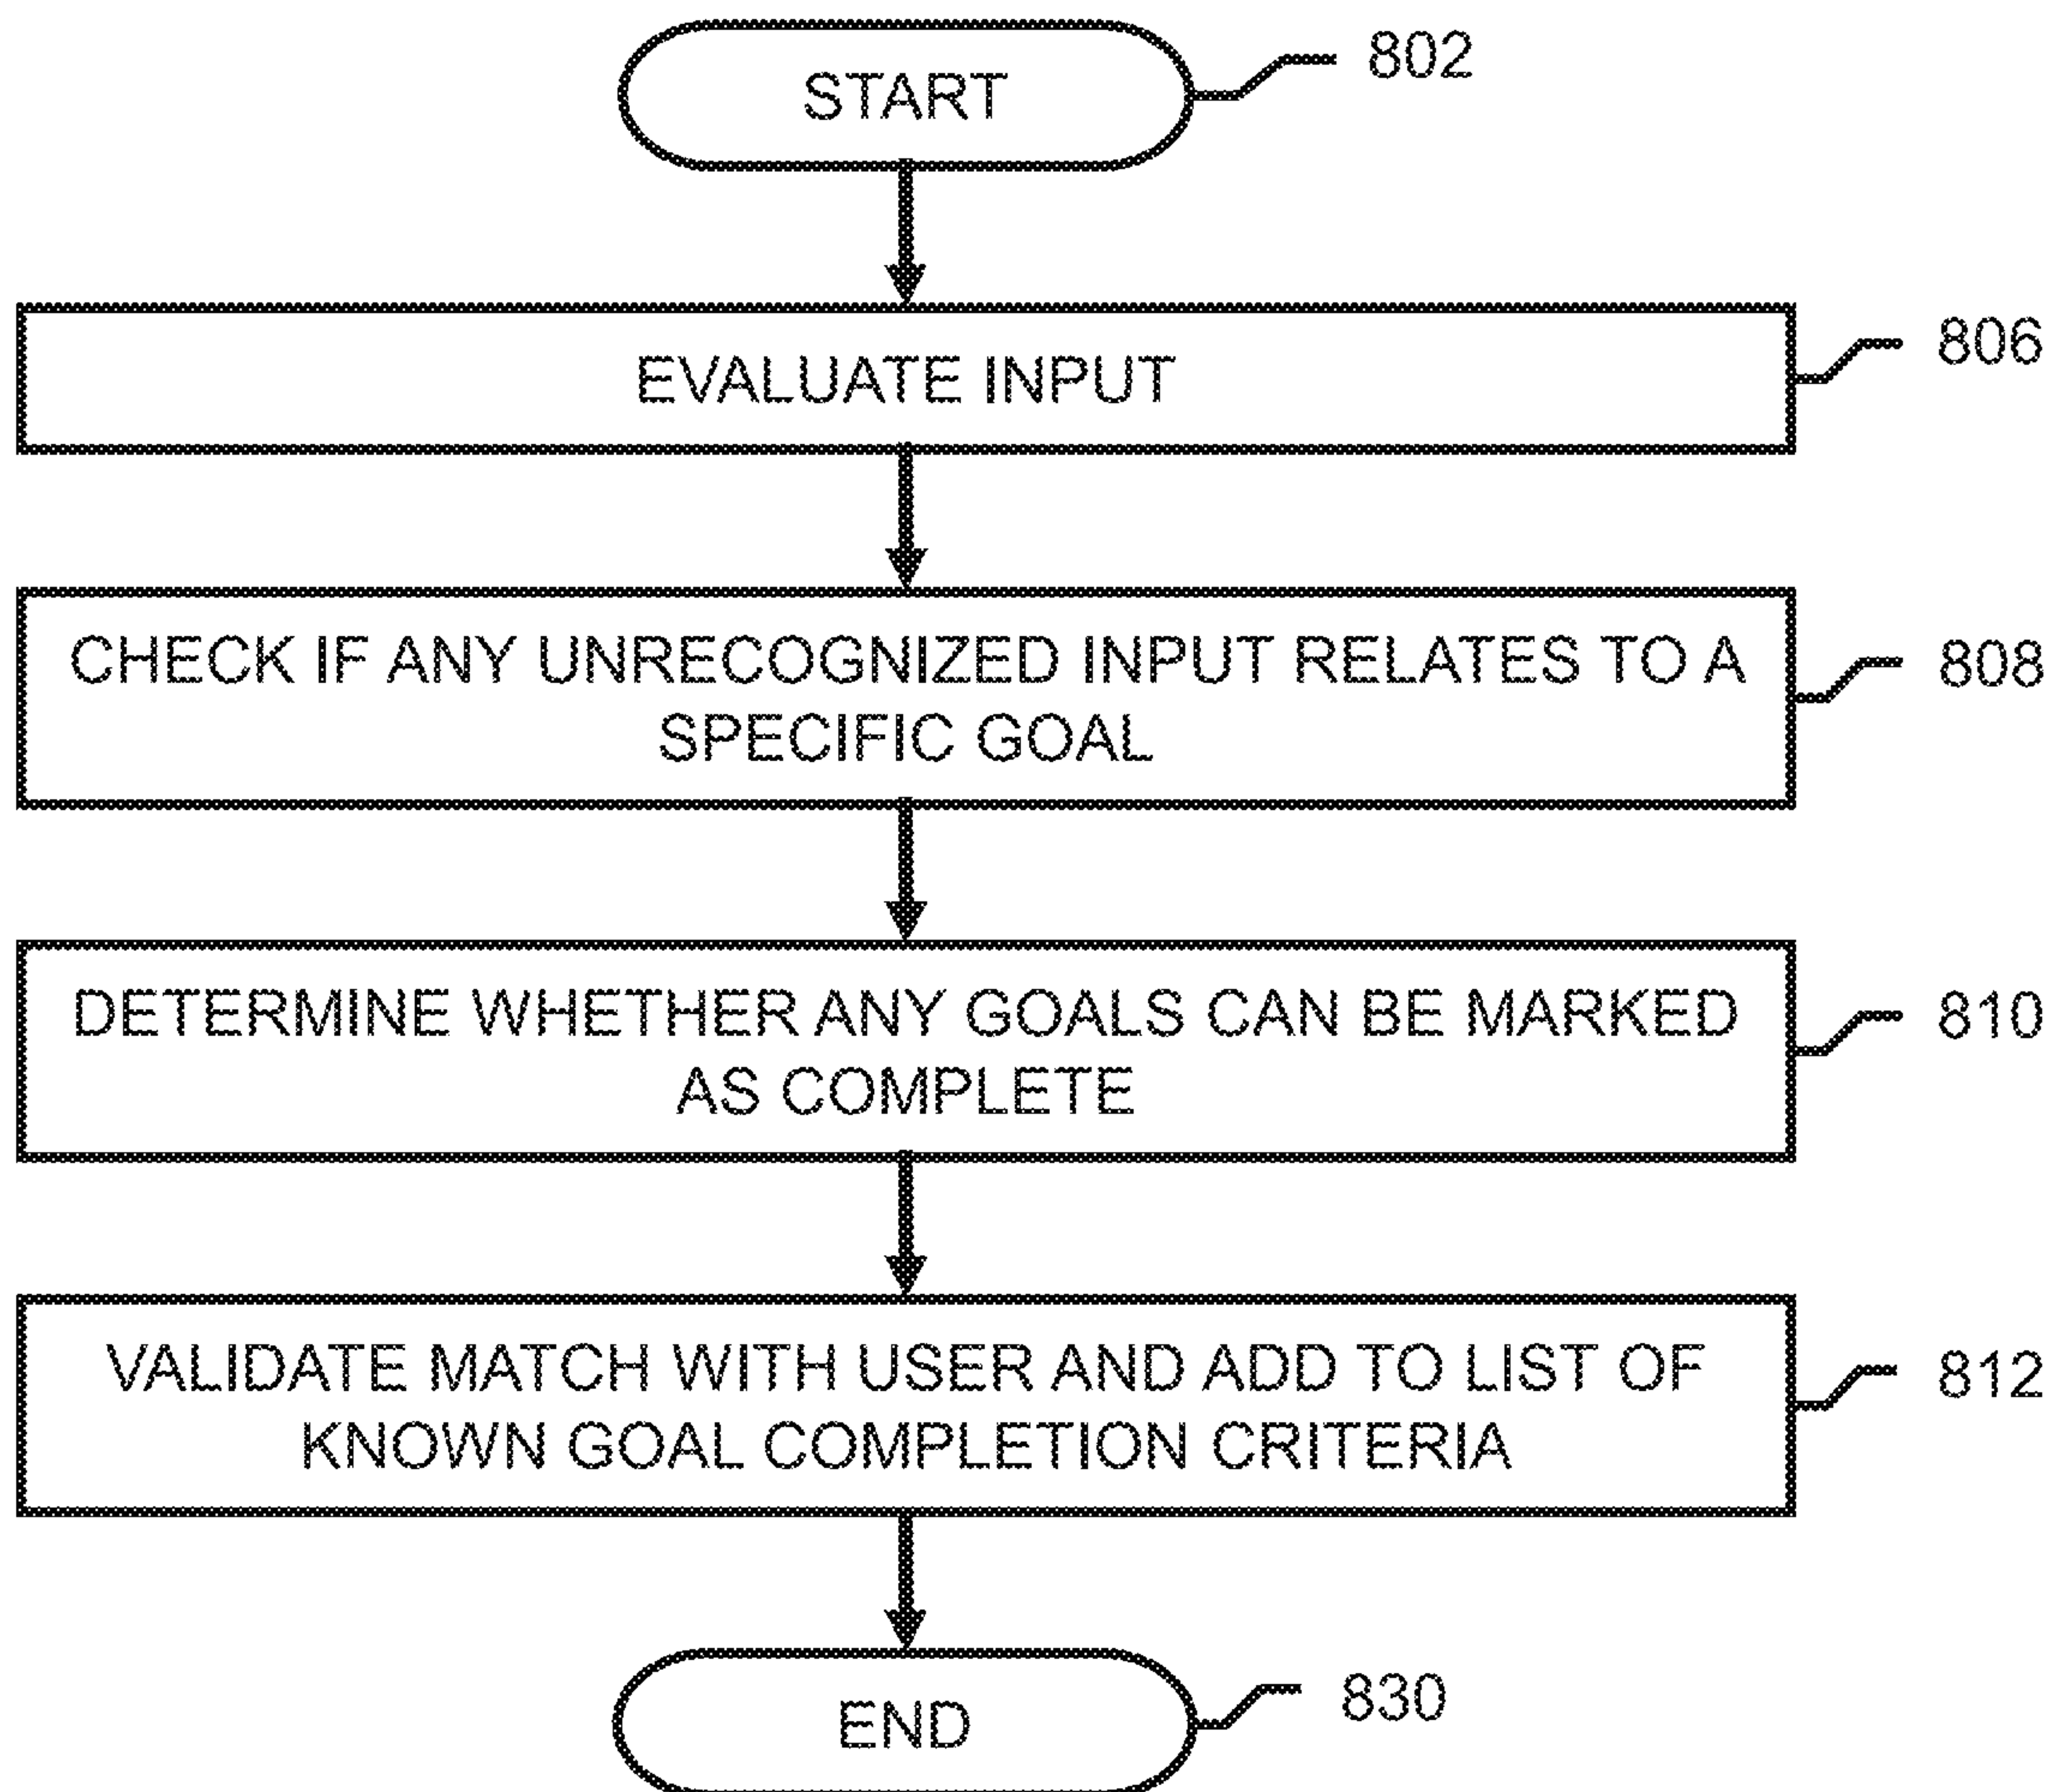 START
802
EVALUATE INPUT
806
CHECK IF ANY UNRECOGNIZED INPUT RELATES TO A
SPECIFIC GOAL
808
DETERMINE WHETHER ANY GOALS CAN BE MARKED
AS COMPLETE
810
VALIDATE MATCH WITH USER AND ADD TO LIST OF
KNOWN GOAL COMPLETION CRITERIA
812
END
830